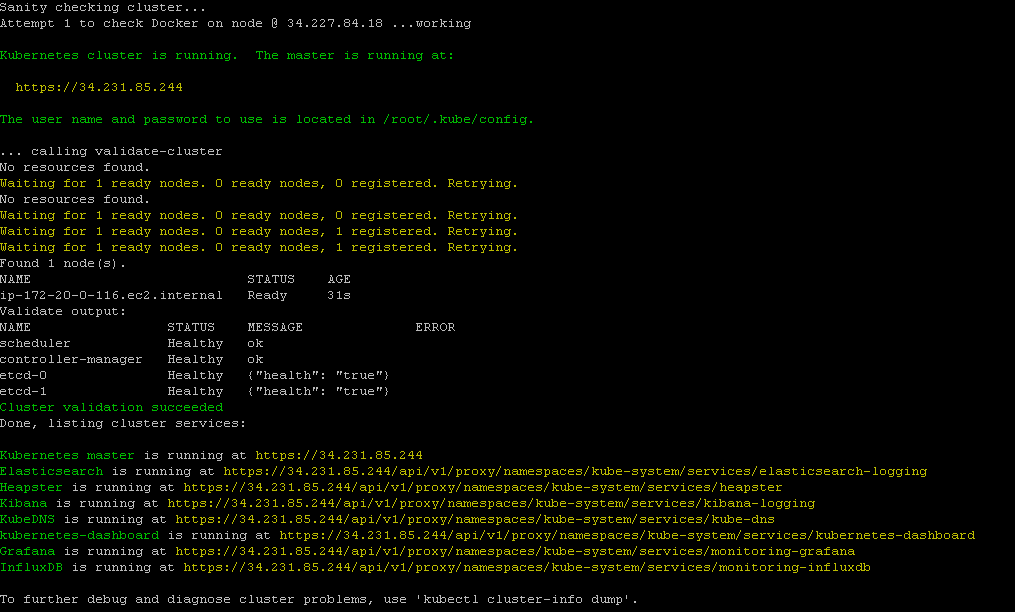 Sanity checking cluster...
Attempt 1 to check Docker on node @ 34.227.84.18 ...working
Kubernetes cluster is running.  The master is running at:
https://34.231.85.244
The user name and password to use is located in /root/.kube/config.
... calling validate-cluster
No resources found.
Waiting for 1 ready nodes. 0 ready nodes, 0 registered. Retrying.
No resources found.
Waiting for 1 ready nodes. 0 ready nodes, 0 registered. Retrying.
Waiting for 1 ready nodes. 0 ready nodes, 1 registered. Retrying.
Waiting for 1 ready nodes. 0 ready nodes, 1 registered. Retrying.
Found 1 node(s).
NAME                           STATUS    AGE
ip-172-20-0-116.ec2.internal   Ready     31s
Validate output:
NAME                 STATUS    MESSAGE              ERROR
scheduler            Healthy   ok
controller-manager   Healthy   ok
etcd-0               Healthy   {"health": "true"}
etcd-1               Healthy   {"health": "true"}
Cluster validation succeeded
Done, listing cluster services:
Kubernetes master is running at https://34.231.85.244
Elasticsearch is running at https://34.231.85.244/api/v1/proxy/namespaces/kube-system/services/elasticsearch-logging
Heapster is running at https://34.231.85.244/api/v1/proxy/namespaces/kube-system/services/heapster
Kibana is running at https://34.231.85.244/api/v1/proxy/namespaces/kube-system/services/kibana-logging
KubeDNS is running at https://34.231.85.244/api/v1/proxy/namespaces/kube-system/services/kube-dns
kubernetes-dashboard is running at https://34.231.85.244/api/v1/proxy/namespaces/kube-system/services/kubernetes-dashboard
Grafana is running at https://34.231.85.244/api/v1/proxy/namespaces/kube-system/services/monitoring-grafana
InfluxDB is running at https://34.231.85.244/api/v1/proxy/namespaces/kube-system/services/monitoring-influxdb
To further debug and diagnose cluster problems, use 'kubectl cluster-info dump'.